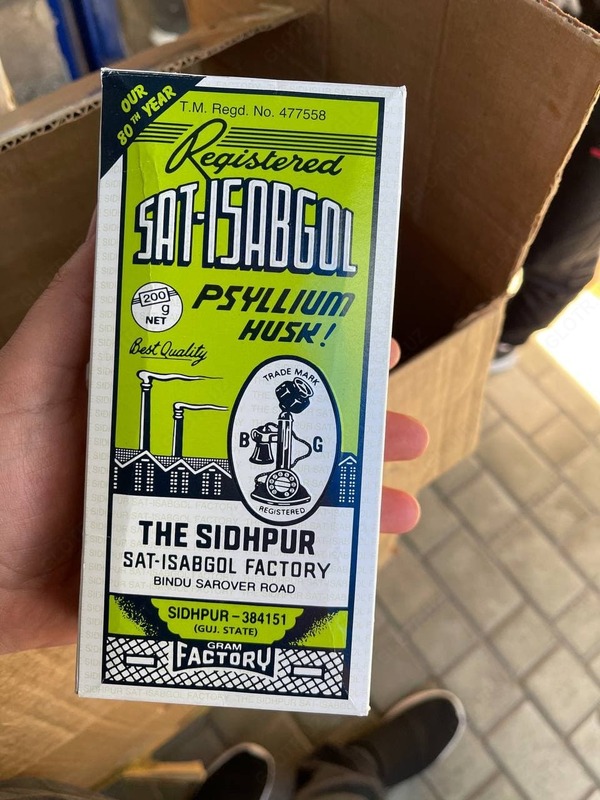 OUR
80TH YEAR
T.M. Regd. No. 477558
Registered
SAT-ISABGOL
200
g
NET
PSYLLIUM
HUSK!
Best Quality
TRADE MARK
B G
REGISTERED
THE SIDHPUR
SAT-ISABGOL FACTORY
BINDU SAROVER ROAD
SIDHPUR-384151
(GUJ. STATE)
GRAM
FACTORY